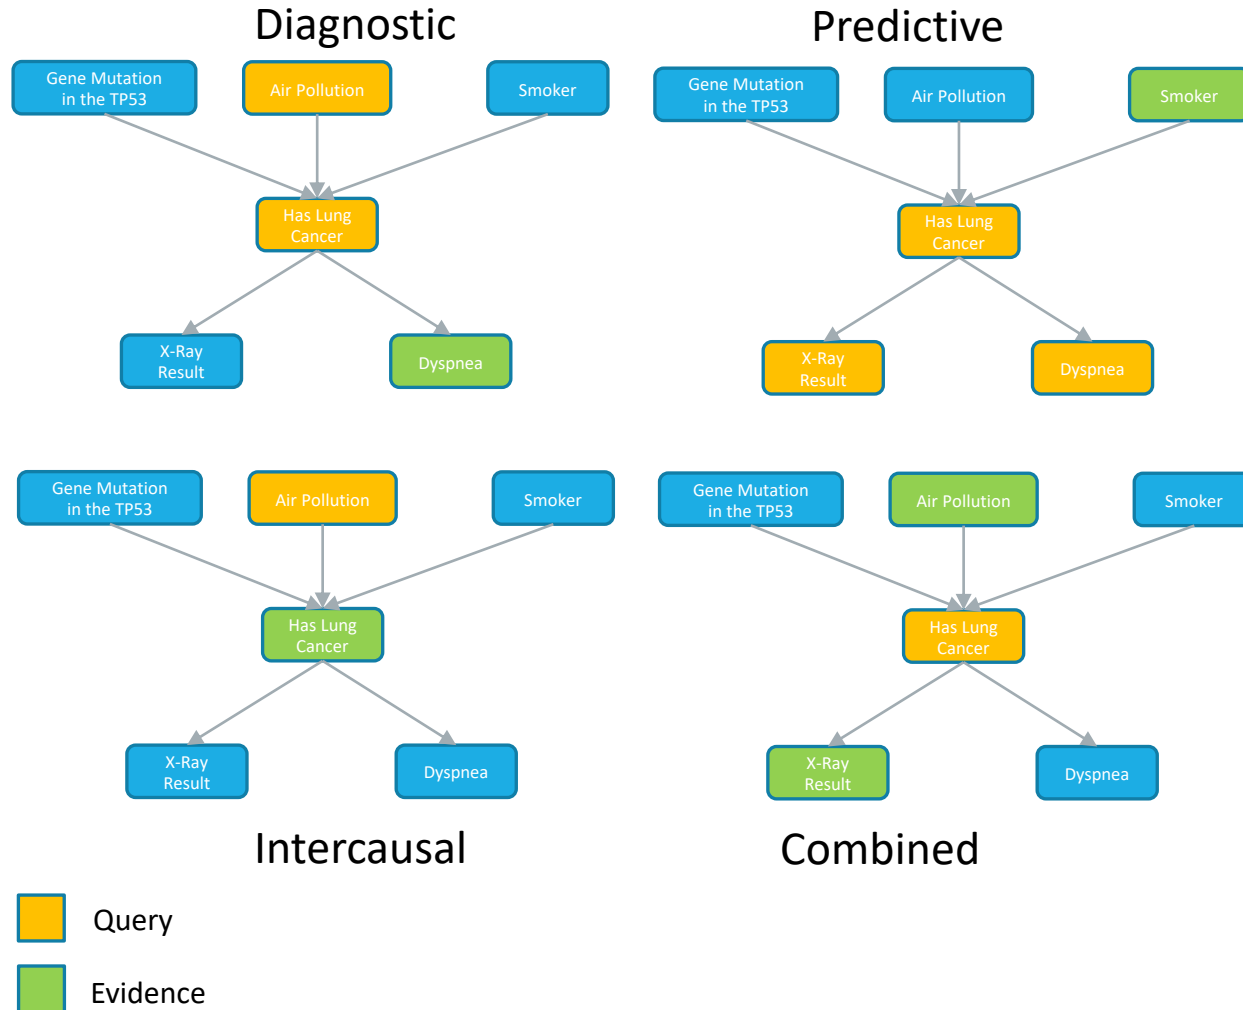 Diagnostic
Gene Mutation
in the TP53
Air Pollution
Smoker
Has Lung
Cancer
X-Ray
Result
Dyspnea
Predictive
Gene Mutation
in the TP53
Air Pollution
Smoker
Has Lung
Cancer
X-Ray
Result
Dyspnea
Gene Mutation
in the TP53
Air Pollution
Smoker
Has Lung
Cancer
X-Ray
Result
Dyspnea
Intercausal
Gene Mutation
in the TP53
Air Pollution
Smoker
Has Lung
Cancer
X-Ray
Result
Dyspnea
Combined
Query
Evidence